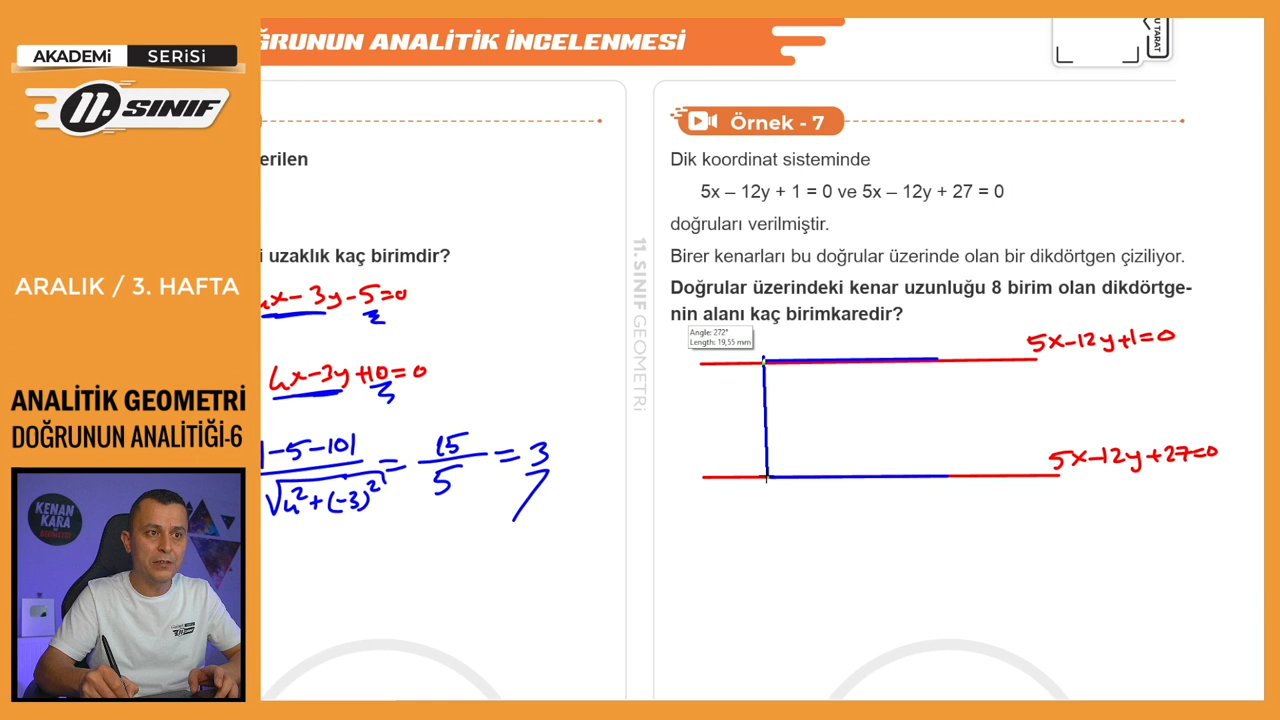 AKADEMİ SERİSİ
11. SINIF
ARALIK / 3. HAFTA
ANALİTİK GEOMETRİ
DOĞRUNUN ANALİTİĞİ-6
KENAN
KARA
ĞRUNUN ANALİTİK İNCELENMESİ
erilen
i uzaklık kaç birimdir?
4x-3y-5=0
4x-3y+10=0
|-5-10|
√4²+(-3)²
= 15/5 = 3
11. SINIF GEOMETRİ
Örnek - 7
Dik koordinat sisteminde
5x – 12y + 1 = 0 ve 5x – 12y + 27 = 0
doğruları verilmiştir.
Birer kenarları bu doğrular üzerinde olan bir dikdörtgen çiziliyor.
Doğrular üzerindeki kenar uzunluğu 8 birim olan dikdörtge-
nin alanı kaç birimkaredir?
Angle: 272°
Length: 19,55 mm
5x-12y+1=0
5x-12y+27=0